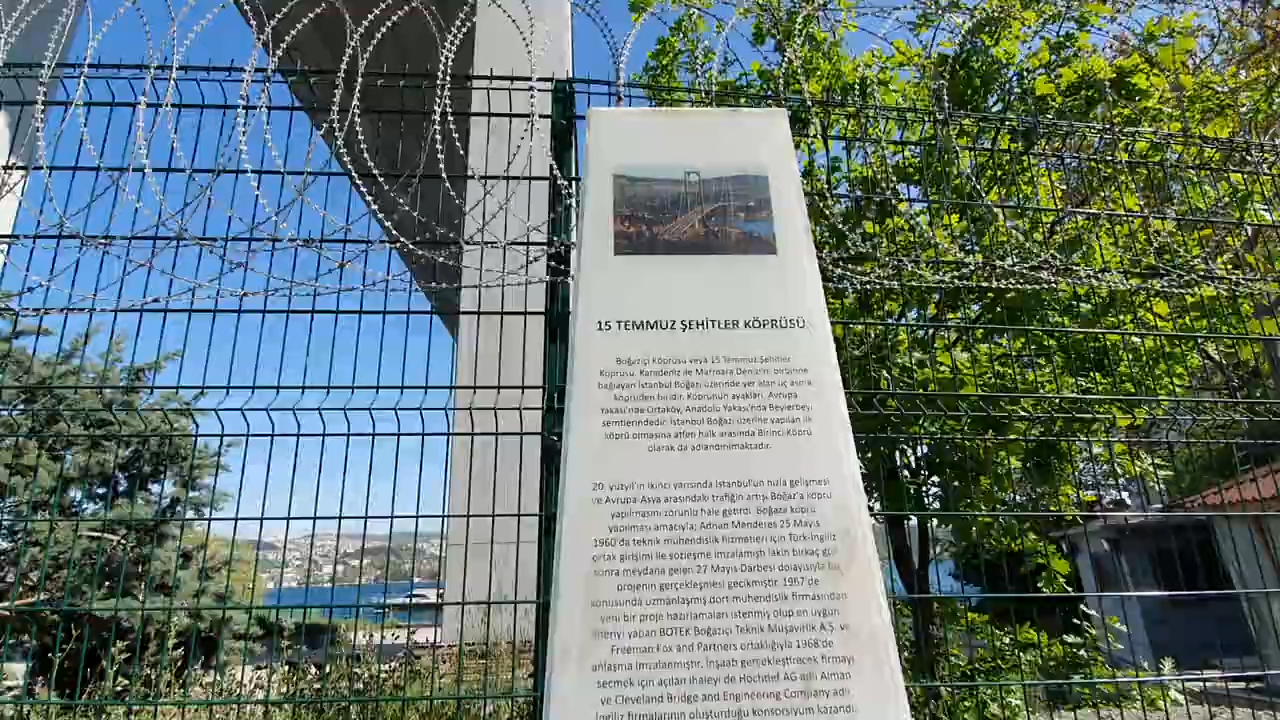 15 TEMMUZ ŞEHİTLER KÖPRÜSÜ
Boğaziçi Köprüsü veya 15 Temmuz Şehitler
Köprüsü, Karadeniz ile Marmara Denizi'ni birbirine
bağlayan İstanbul Boğazı üzerinde yer alan üç asma
köprüden biridir. Köprünün ayakları, Avrupa
Yakası'nda Ortaköy, Anadolu Yakası'nda Beylerbeyi
semtlerindedir. İstanbul Boğazı üzerine yapılan ilk
köprü olmasına atfen halk arasında Birinci Köprü
olarak da adlandırılmaktadır.
20. yüzyıl'ın ikinci yarısında İstanbul'un hızla gelişmesi
ve Avrupa-Asya arasındaki trafiğin artışı Boğaz'a köprü
yapılmasını zorunlu hale getirdi. Boğaza köprü
yapılması amacıyla; Adnan Menderes 25 Mayıs
1960'da teknik mühendislik hizmetleri için Türk-İngiliz
ortak girişimi ile sözleşme imzalamıştı lakin birkaç gün
sonra meydana gelen 27 Mayıs Darbesi dolayısıyla bu
projenin gerçekleşmesi gecikmiştir. 1967'de
konusunda uzmanlaşmış dört mühendislik firmasından
yeni bir proje hazırlamaları istenmiş olup en uygun
öneriyi yapan BOTEK Boğaziçi Teknik Müşavirlik A.Ş. ve
Freeman Fox and Partners ortaklığıyla 1968'de
anlaşma imzalanmıştır. İnşaatı gerçekleştirecek firmayı
seçmek için açılan ihaleyi de Hochtief AG adlı Alman
ve Cleveland Bridge and Engineering Company adlı
İngiliz firmalarının oluşturduğu konsorsiyum kazandı.